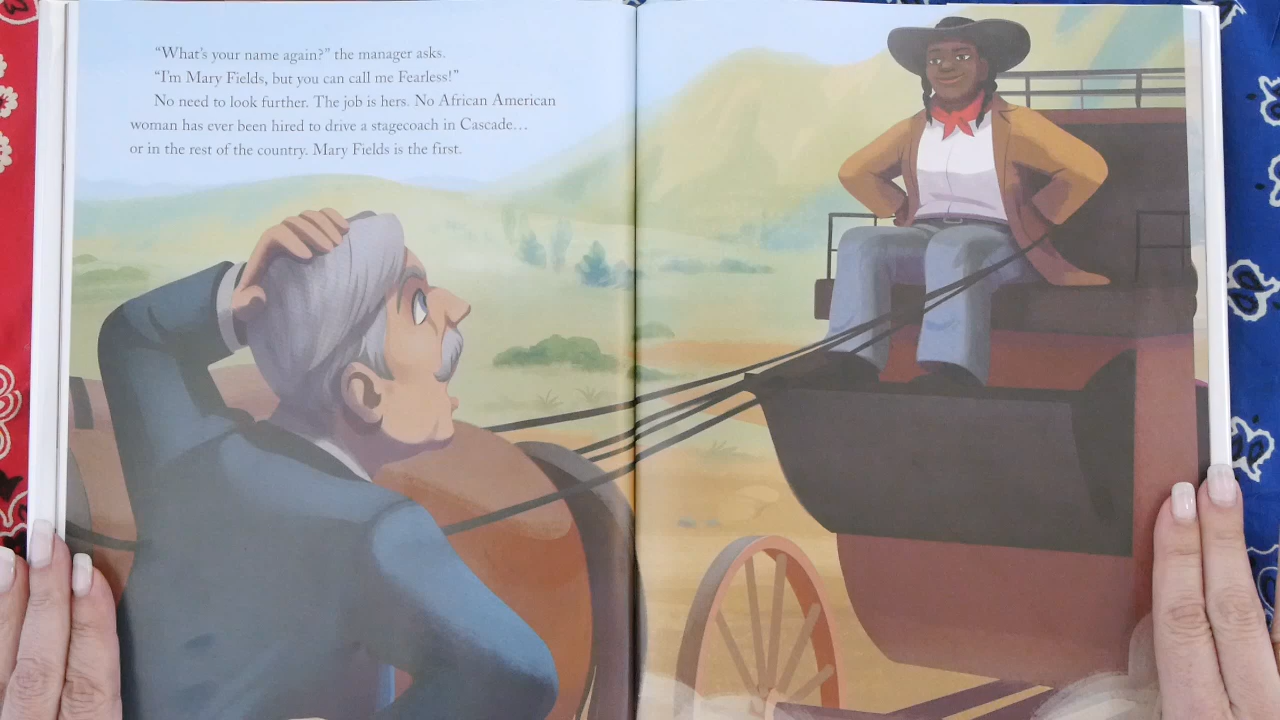 “What’s your name again?” the manager asks.
“I’m Mary Fields, but you can call me Fearless!”
No need to look further. The job is hers. No African American
woman has ever been hired to drive a stagecoach in Cascade…
or in the rest of the country. Mary Fields is the first.